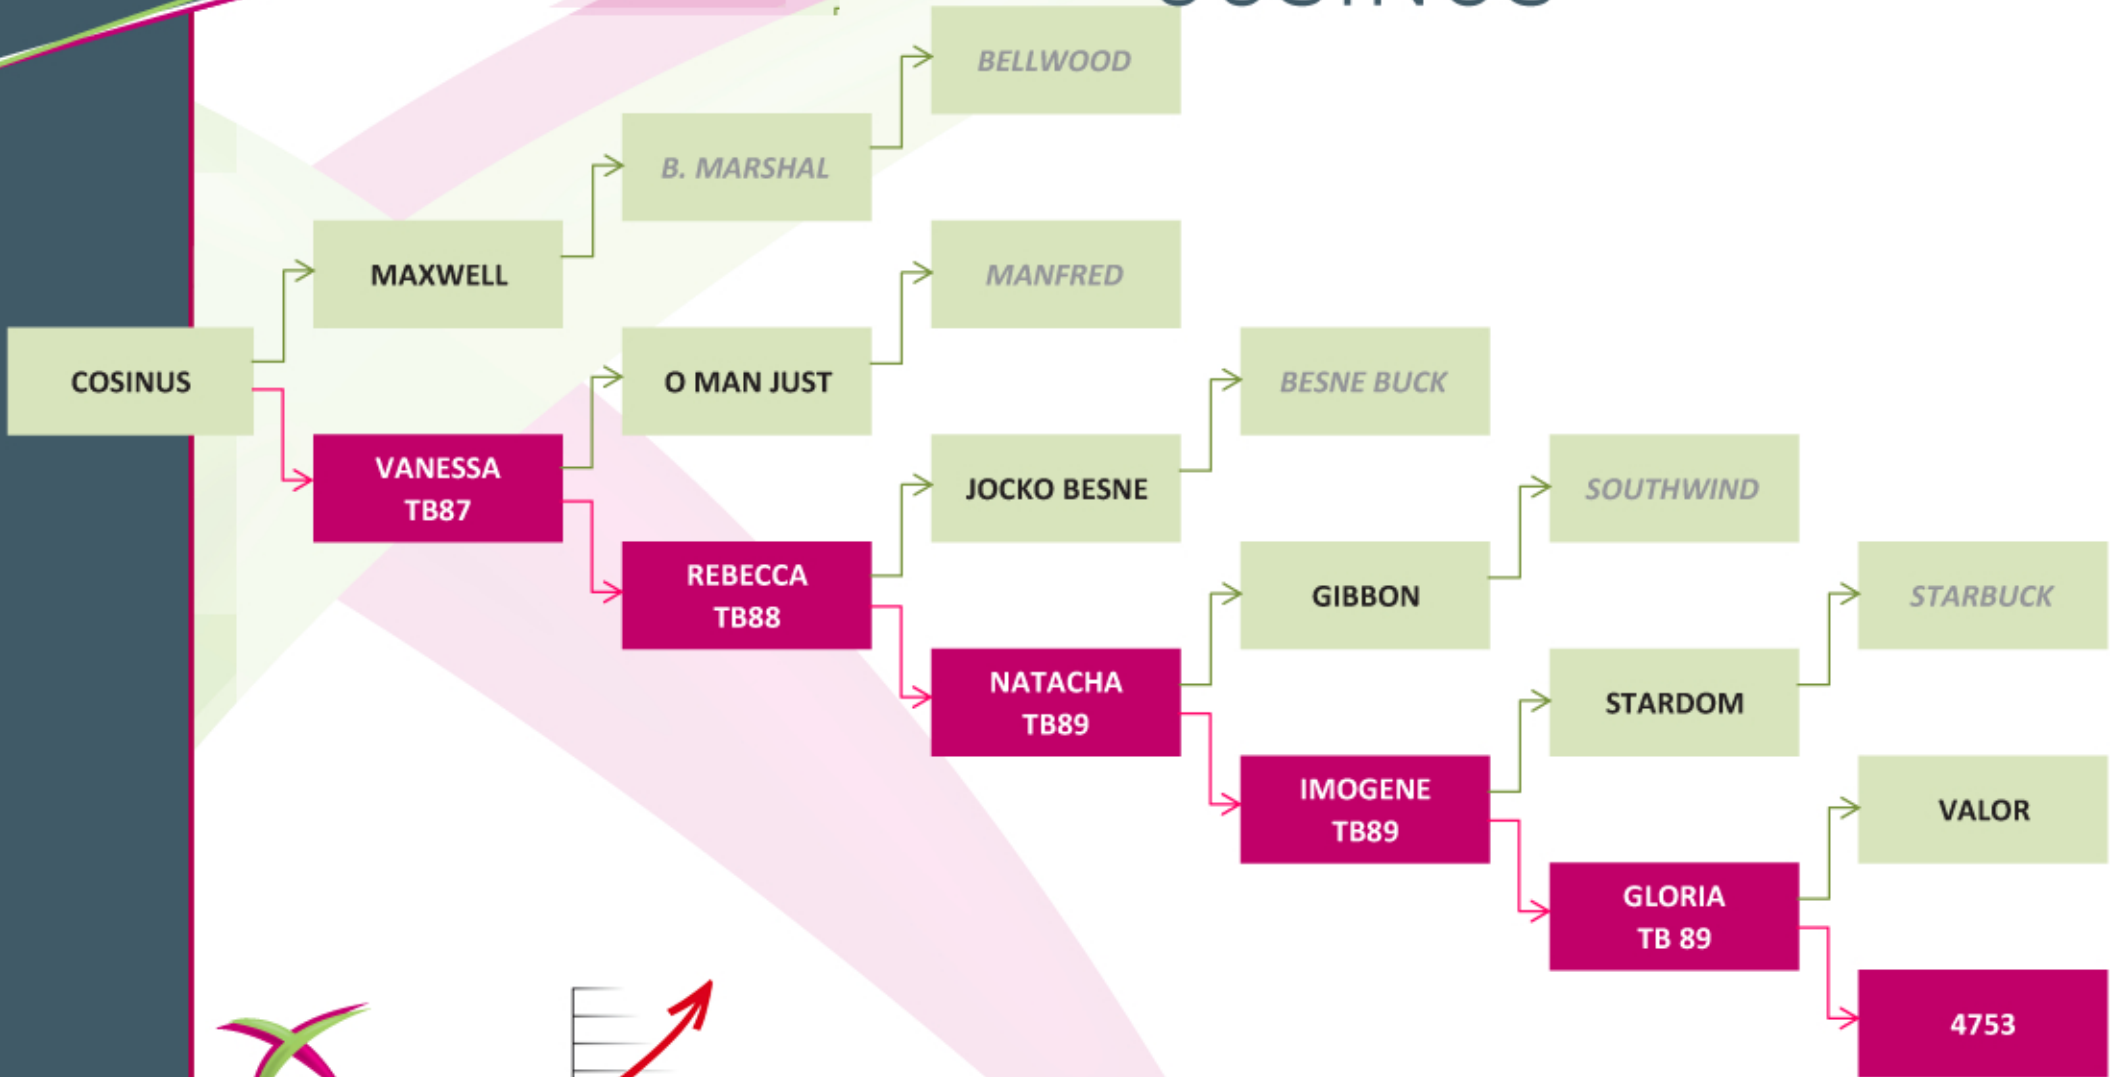 BELLWOOD
B. MARSHAL
MAXWELL
MANFRED
COSINUS
O MAN JUST
BESNE BUCK
VANESSA
TB87
JOCKO BESNE
SOUTHWIND
REBECCA
TB88
GIBBON
STARBUCK
NATACHA
TB89
STARDOM
IMOGENE
TB89
VALOR
GLORIA
TB 89
4753